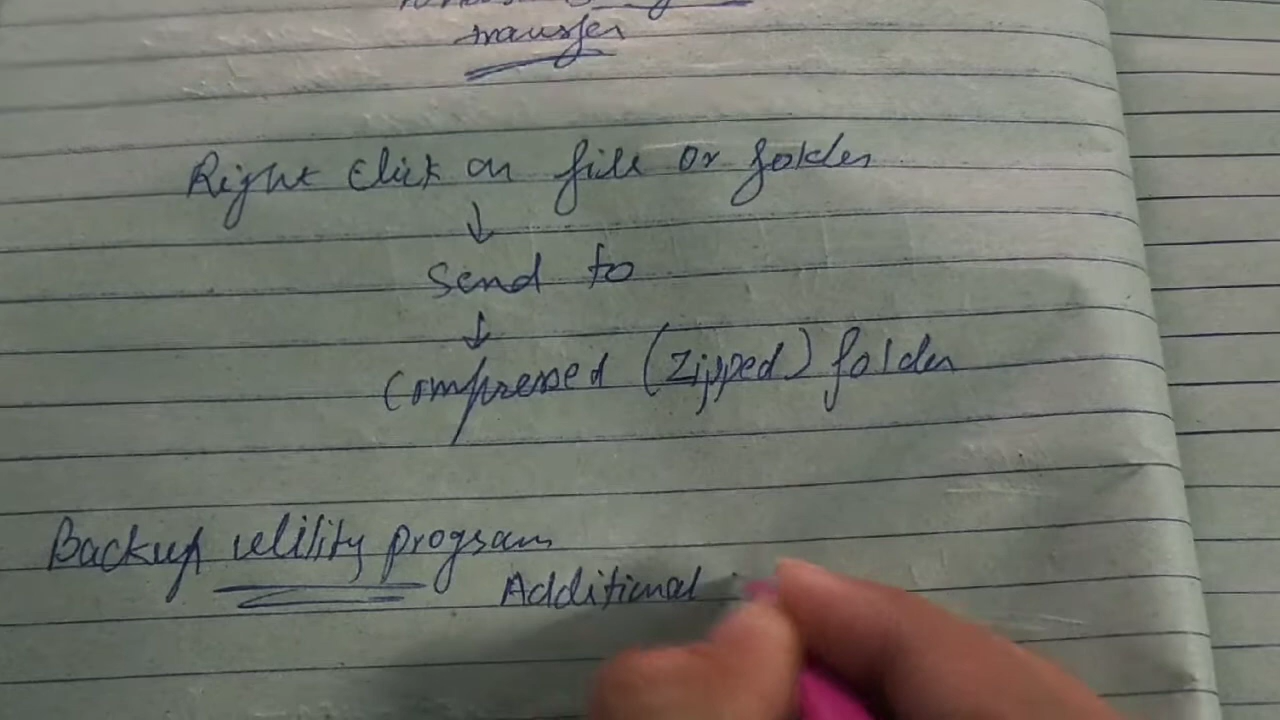 transfer
Right click on file or folder
↓
Send to
↓
Compressed (Zipped) folder
Backup utility program
Additional